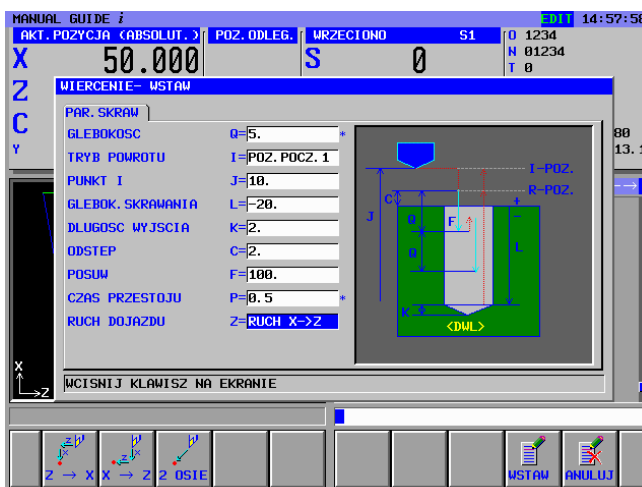 MANUAL GUIDE i EDIT 14:57:5
AKT.POZYCJA (ABSOLUT.) POZ.ODLEG. WRZECIONO S1 O 1234
X 50.000 S 0 N 01234
T 0
Z
C
Y
80
13.
WIERCENIE- WSTAW
PAR.SKRAW
GLEBOKOSC Q=5. *
TRYB POWROTU I=POZ.POCZ.1
PUNKT I J=10.
GLEBOK.SKRAWANIA L=-20.
DLUGOSC WYJSCIA K=2.
ODSTEP C=2.
POSUW F=100.
CZAS PRZESTOJU P=0.5 *
RUCH DOJAZDU Z=RUCH X->Z
I-POZ.
R-POZ.
C
+
-
J
Q
F
Q
L
K
<DWL>
WCISNIJ KLAWISZ NA EKRANIE
X
Z
Z → X X → Z 2 OSIE WSTAW ANULUJ